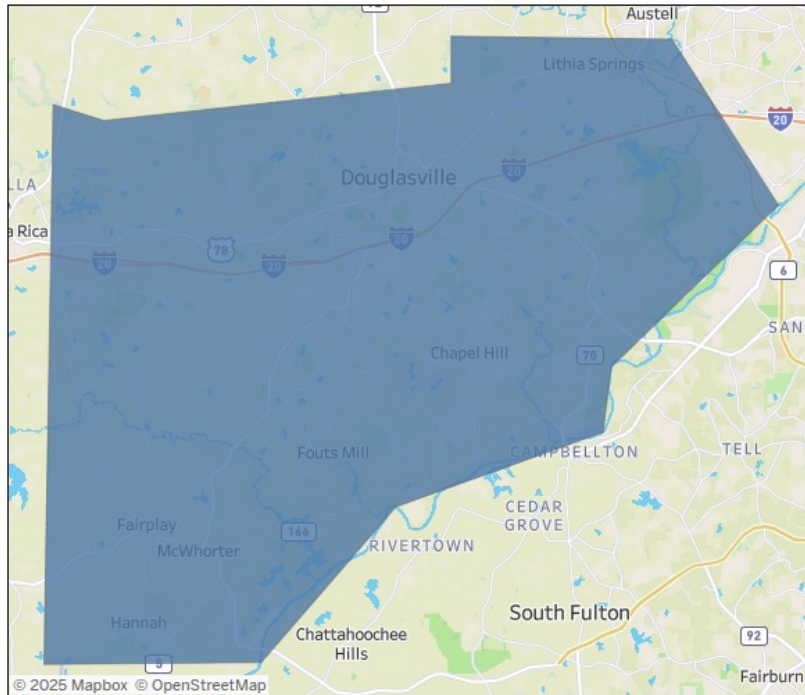 Austell
Lithia Springs
20
20
Douglasville
a Rica
78
20
20
20
6
SAN
Chapel Hill
70
Fouts Mill
CAMPBELLTON
TELL
CEDAR
GROVE
Fairplay
166
McWhorter
RIVERTOWN
Hannah
South Fulton
Chattahoochee
Hills
92
5
Fairburn
© 2025 Mapbox © OpenStreetMap